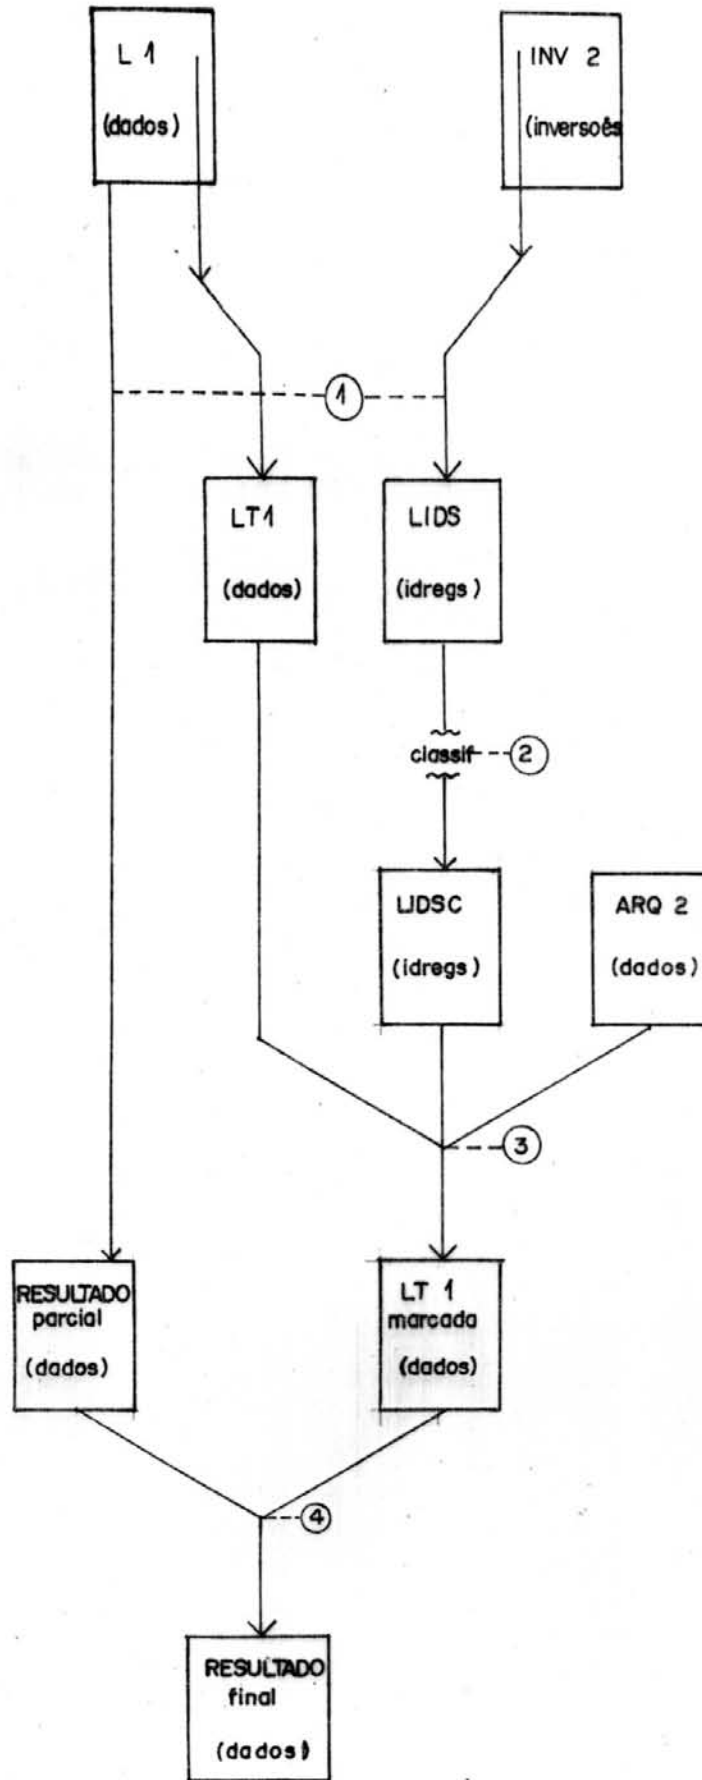 L 1
(dados)
INV 2
(inversoês
1
LT1
(dados)
LIDS
(idregs)
classif
2
LIDSC
(idregs)
ARQ 2
(dados)
3
RESULTADO
parcial
(dados)
LT 1
marcada
(dados)
4
RESULTADO
final
(dados)